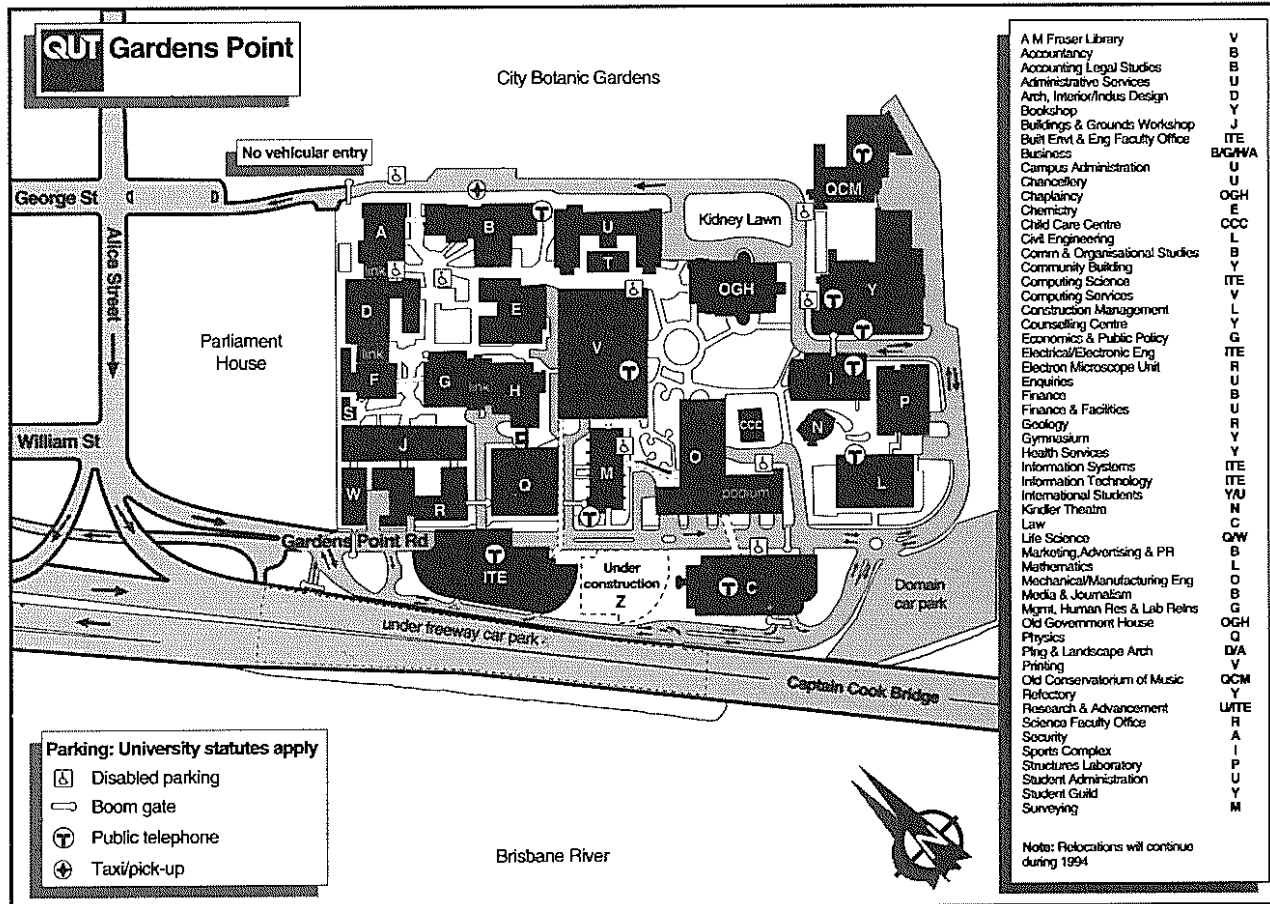 QUT Gardens Point
City Botanic Gardens
No vehicular entry
George St
Alice Street
Parliament
House
William St
Kidney Lawn
QCM
A
B
U
T
OGH
Y
link
D
E
V
link
F
G
link
H
I
P
S
CCC
N
J
M
O
W
R
Q
podium
L
Gardens Point Rd
ITE
Under
construction
Z
C
Domain
car park
under freeway car park
Captain Cook Bridge
Brisbane River
Parking: University statutes apply
Disabled parking
Boom gate
Public telephone
Taxi/pick-up
A M Fraser Library V
Accountancy B
Accounting Legal Studies B
Administrative Services U
Arch, Interior/Indus Design D
Bookshop Y
Buildings & Grounds Workshop J
Built Envt & Eng Faculty Office ITE
Business B/G/H/A
Campus Administration U
Chancellery U
Chaplaincy OGH
Chemistry E
Child Care Centre CCC
Civil Engineering L
Comm & Organisational Studies B
Community Building Y
Computing Science ITE
Computing Services V
Construction Management L
Counselling Centre Y
Economics & Public Policy G
Electrical/Electronic Eng ITE
Electron Microscope Unit R
Enquiries U
Finance B
Finance & Facilities U
Geology R
Gymnasium Y
Health Services Y
Information Systems ITE
Information Technology ITE
International Students Y/U
Kindler Theatre N
Law C
Life Science Q/W
Marketing,Advertising & PR B
Mathematics L
Mechanical/Manufacturing Eng O
Media & Journalism B
Mgmt, Human Res & Lab Relns G
Old Government House OGH
Physics Q
Plng & Landscape Arch D/A
Printing V
Old Conservatorium of Music QCM
Refectory Y
Research & Advancement U/ITE
Science Faculty Office R
Security A
Sports Complex I
Structures Laboratory P
Student Administration U
Student Guild Y
Surveying M
Note: Relocations will continue
during 1994